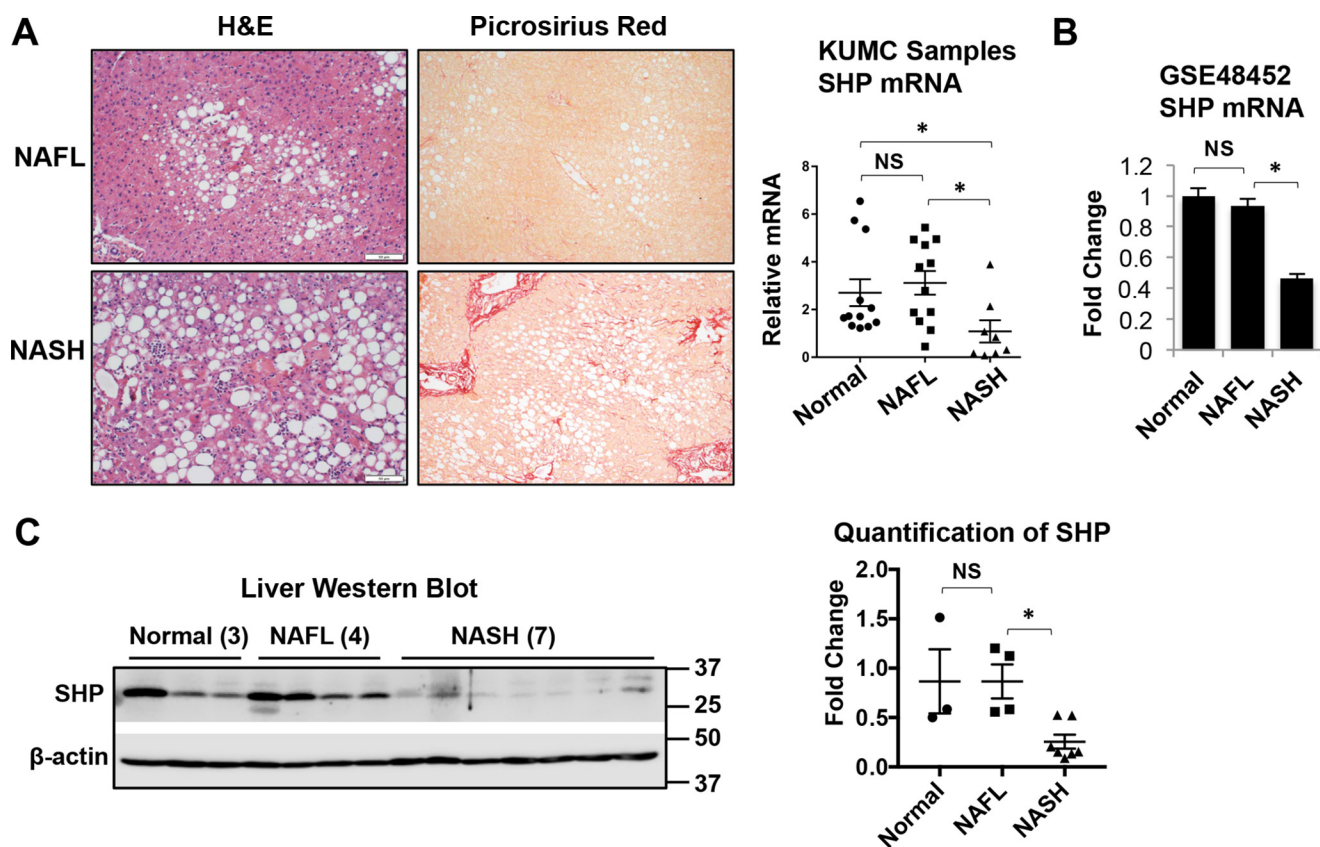 A
H&E
Picrosirius Red
NAFL
NASH
KUMC Samples
SHP mRNA
*
NS
*
Relative mRNA
8
6
4
2
0
Normal
NAFL
NASH
B
GSE48452
SHP mRNA
NS
*
Fold Change
1.2
1
0.8
0.6
0.4
0.2
0
Normal
NAFL
NASH
C
Liver Western Blot
Normal (3)
NAFL (4)
NASH (7)
SHP
β-actin
37
25
50
37
Quantification of SHP
NS
*
Fold Change
2.0
1.5
1.0
0.5
0.0
Normal
NAFL
NASH